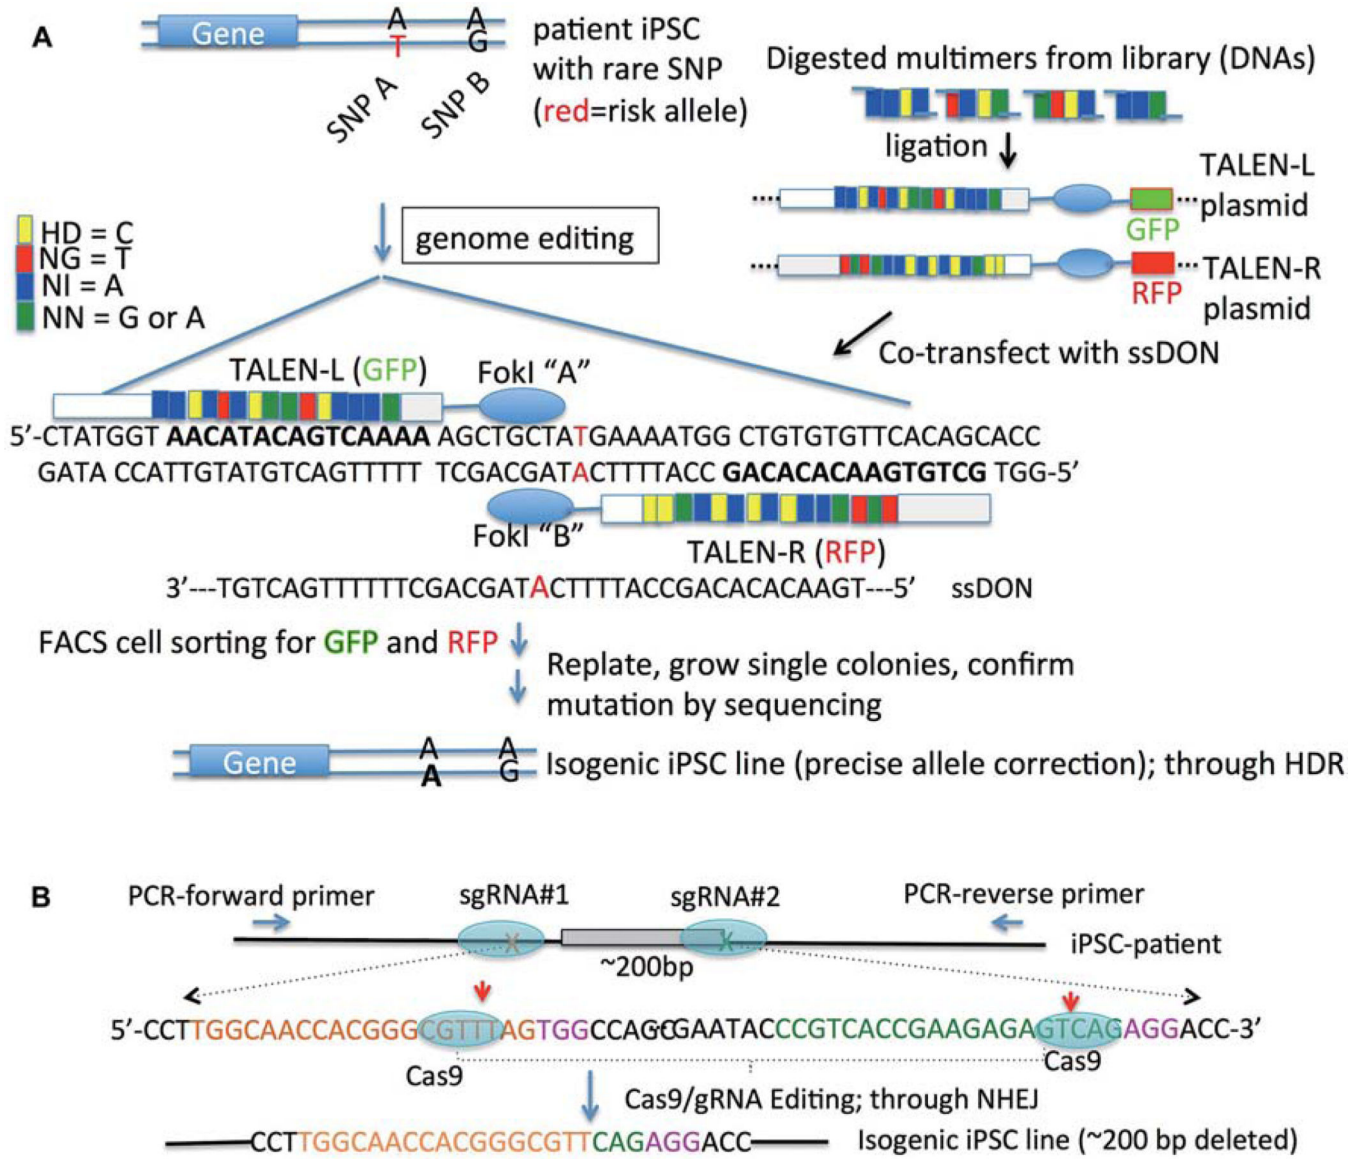 A
Gene
A
A
T
G
SNP A
SNP B
patient iPSC
with rare SNP
(red=risk allele)
Digested multimers from library (DNAs)
ligation
TALEN-L
plasmid
GFP
TALEN-R
plasmid
RFP
Co-transfect with ssDON
genome editing
HD = C
NG = T
NI = A
NN = G or A
TALEN-L (GFP)
FokI “A”
5’-CTATGGT AACATACAGTCAAAA AGCTGCTATGAAAATGG CTGTGTGTTCACAGCACC
GATA CCATTGTATGTCAGTTTTT TCGACGATACTTTTACC GACACACAAGTGTCG TGG-5’
FokI “B”
TALEN-R (RFP)
3’---TGTCAGTTTTTTCGACGATACTTTTACCGACACACAAGT---5’ ssDON
FACS cell sorting for GFP and RFP
Replate, grow single colonies, confirm
mutation by sequencing
Gene
A
A
A
G
Isogenic iPSC line (precise allele correction); through HDR
B
PCR-forward primer
sgRNA#1
sgRNA#2
PCR-reverse primer
X
X
~200bp
iPSC-patient
5’-CCTTGGCAACCACGGGCGTTTAGTGGCCAG GAATACCCGTCACCGAAGAGAGTCAGAGGACC-3’
Cas9
Cas9
Cas9/gRNA Editing; through NHEJ
CCTTGGCAACCACGGGCGTTCAGAGGACC
Isogenic iPSC line (~200 bp deleted)